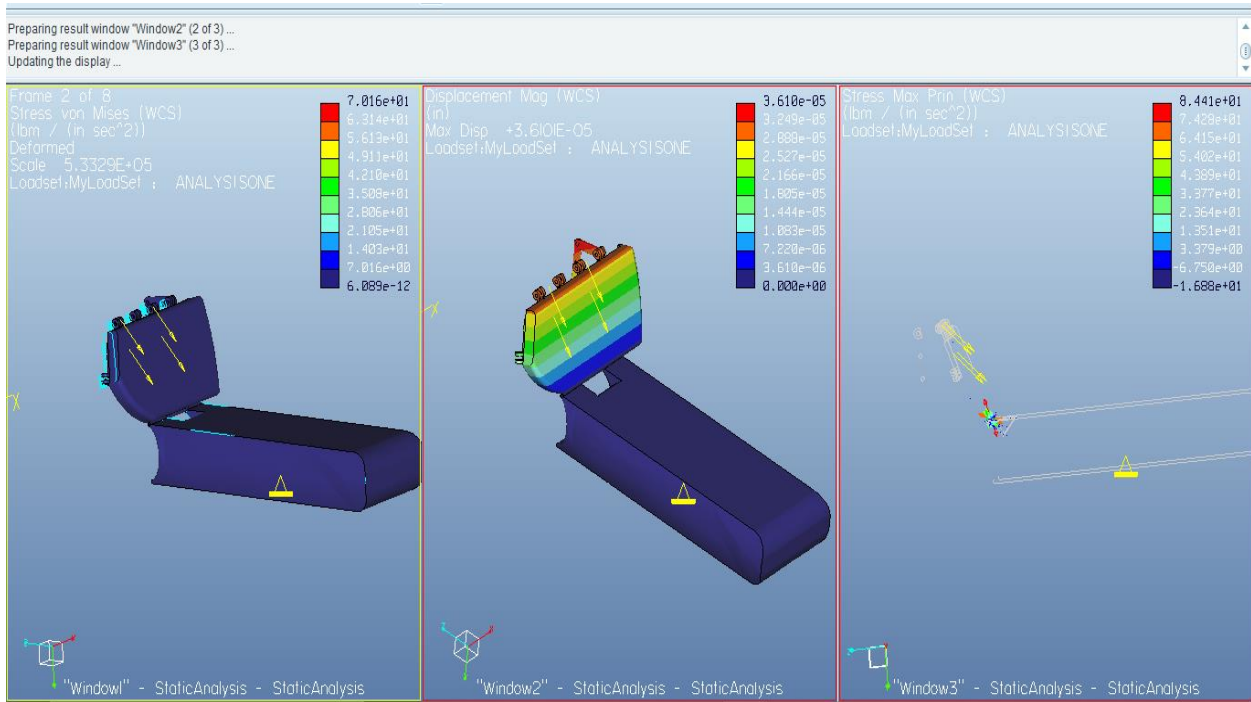 Preparing result window "Window2" (2 of 3) ...
Preparing result window "Window3" (3 of 3) ...
Updating the display ...
Frame 2 of 8
Stress von Mises (WCS)
(lbm / (in sec^2))
Deformed
Scale 5.3329E+05
Loadset:MyLoadSet : ANALYSISONE
7.016e+01
6.314e+01
5.613e+01
4.911e+01
4.210e+01
3.508e+01
2.806e+01
2.105e+01
1.403e+01
7.016e+00
6.089e-12
X
Z
X
"Window1" - StaticAnalysis - StaticAnalysis
Displacement Mag (WCS)
(in)
Max Disp +3.6101E-05
Loadset:MyLoadSet : ANALYSISONE
3.610e-05
3.249e-05
2.888e-05
2.527e-05
2.166e-05
1.805e-05
1.444e-05
1.083e-05
7.220e-06
3.610e-06
0.000e+00
X
Z
X
"Window2" - StaticAnalysis - StaticAnalysis
Stress Max Prin (WCS)
(lbm / (in sec^2))
Loadset:MyLoadSet : ANALYSISONE
8.441e+01
7.428e+01
6.415e+01
5.402e+01
4.389e+01
3.377e+01
2.364e+01
1.351e+01
3.379e+00
-6.750e+00
-1.688e+01
"Window3" - StaticAnalysis - StaticAnalysis